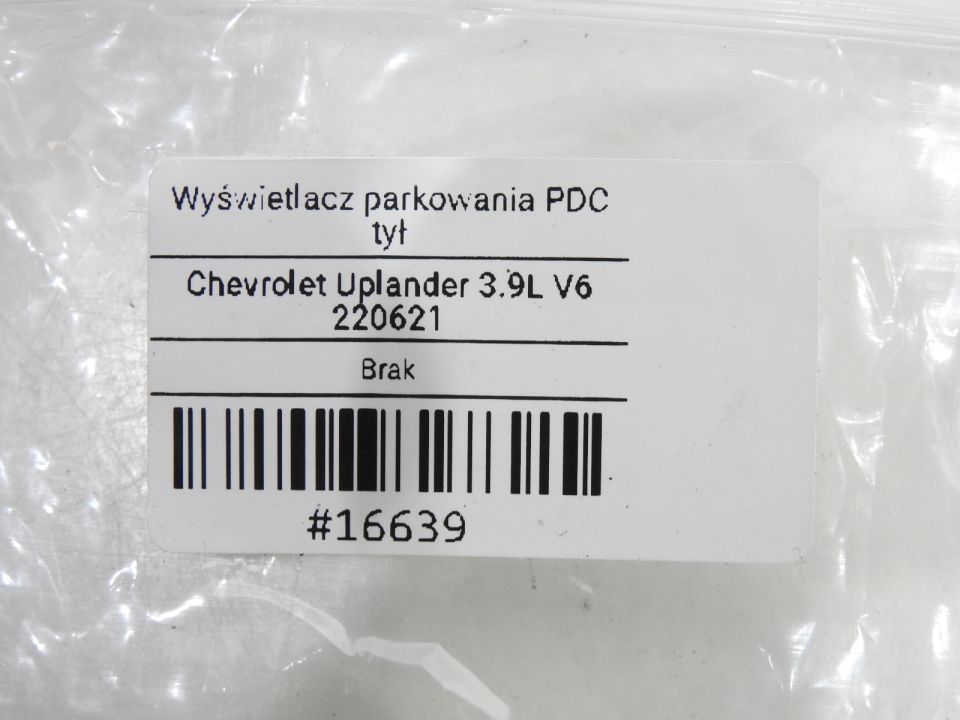 Wyświetlacz parkowania PDC
tył
Chevrolet Uplander 3.9L V6
220621
Brak
#16639